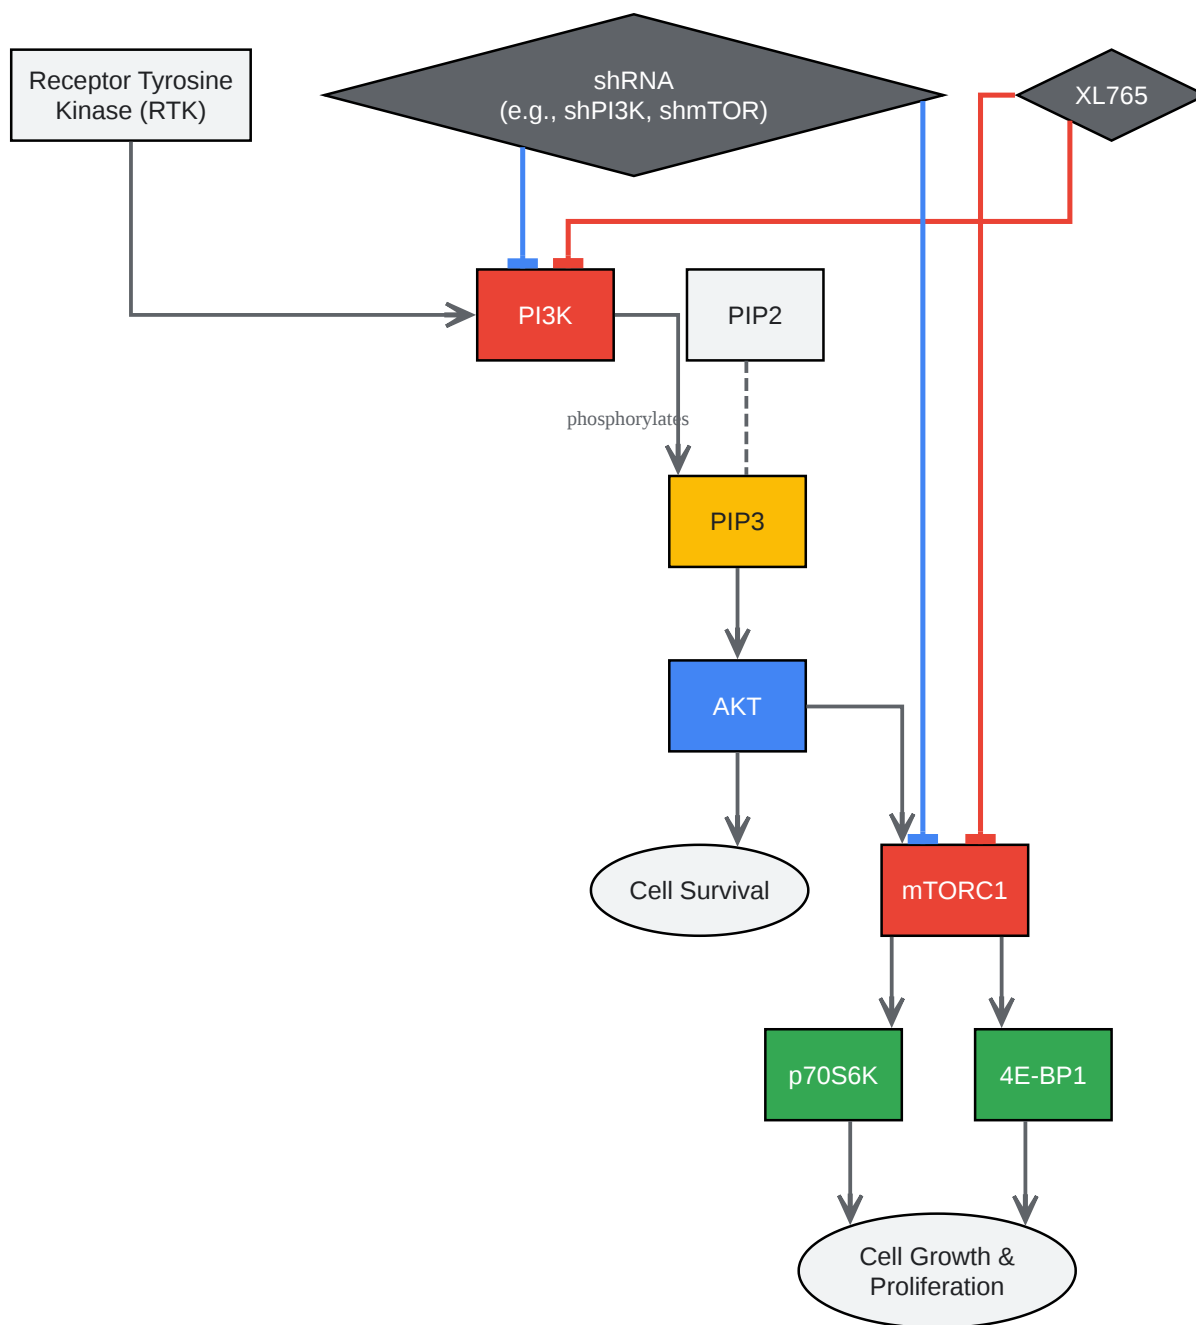 Receptor Tyrosine
Kinase (RTK)
shRNA
(e.g., shPI3K, shmTOR)
XL765
PI3K
PIP2
phosphorylates
PIP3
AKT
Cell Survival
mTORC1
p70S6K
4E-BP1
Cell Growth &
Proliferation